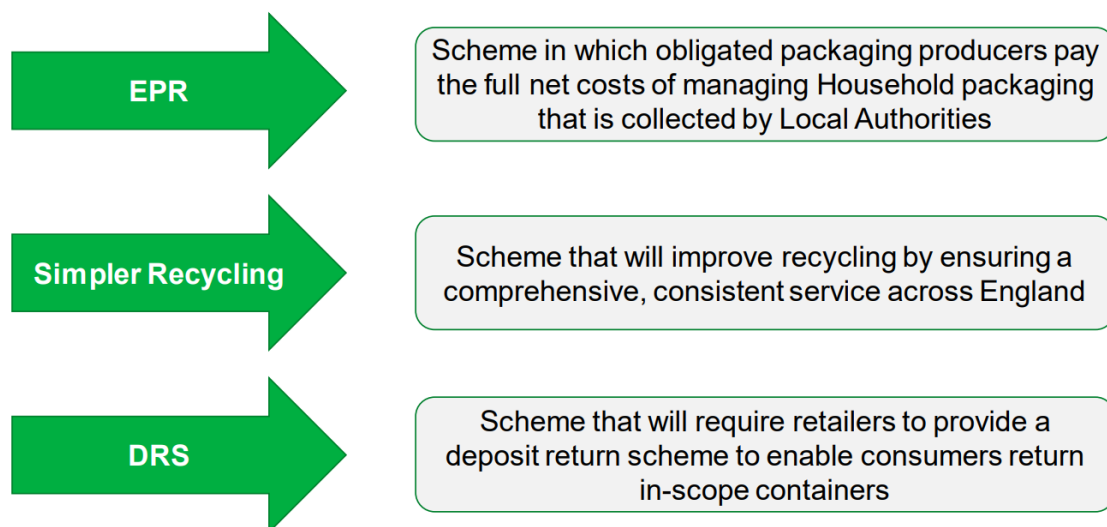 EPR
Scheme in which obligated packaging producers pay
the full net costs of managing Household packaging
that is collected by Local Authorities
Simpler Recycling
Scheme that will improve recycling by ensuring a
comprehensive, consistent service across England
DRS
Scheme that will require retailers to provide a
deposit return scheme to enable consumers return
in-scope containers